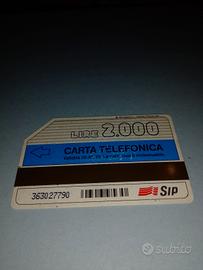 LIRE 2.000
CARTA TELEFONICA
363027790
SIP
subito